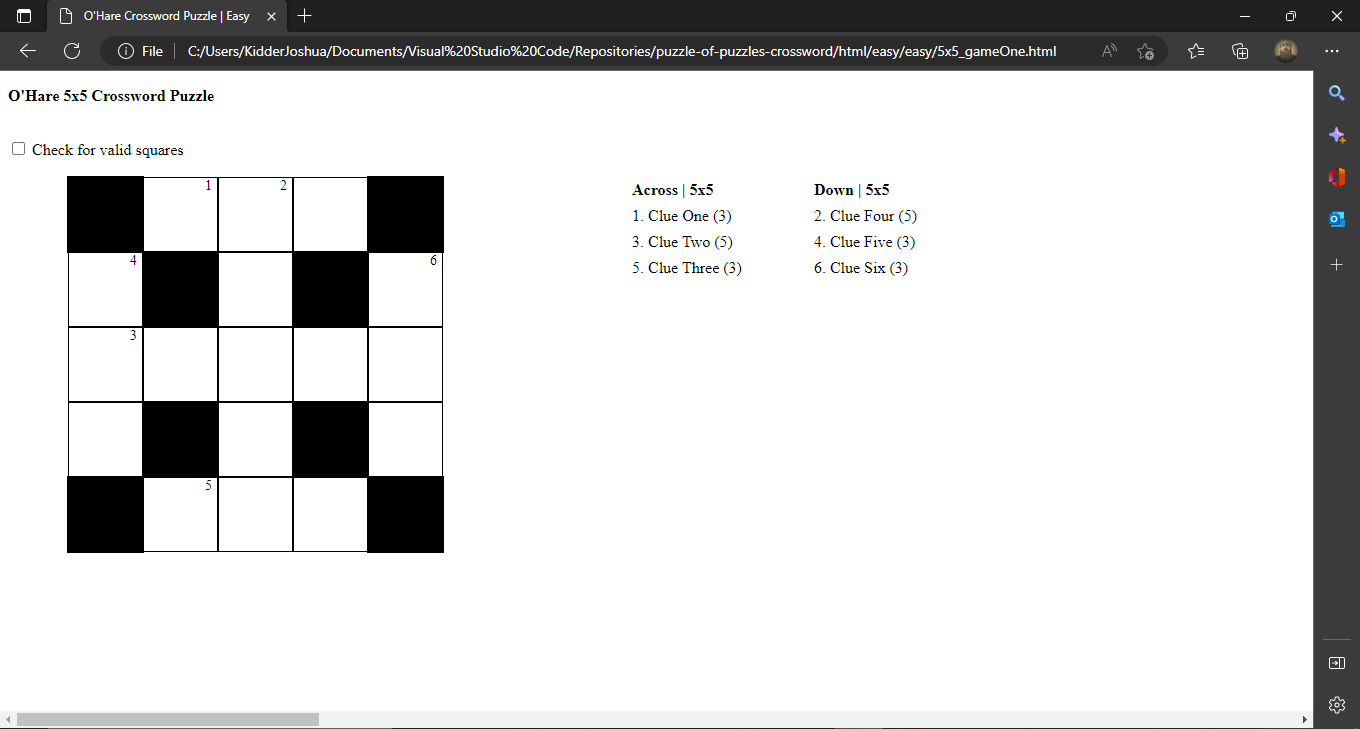 O'Hare Crossword Puzzle | Easy
File C:/Users/KidderJoshua/Documents/Visual%20Studio%20Code/Repositories/puzzle-of-puzzles-crossword/html/easy/easy/5x5_gameOne.html
O'Hare 5x5 Crossword Puzzle
Check for valid squares
1 2
4 6
3
5
Across | 5x5
1. Clue One (3)
3. Clue Two (5)
5. Clue Three (3)
Down | 5x5
2. Clue Four (5)
4. Clue Five (3)
6. Clue Six (3)